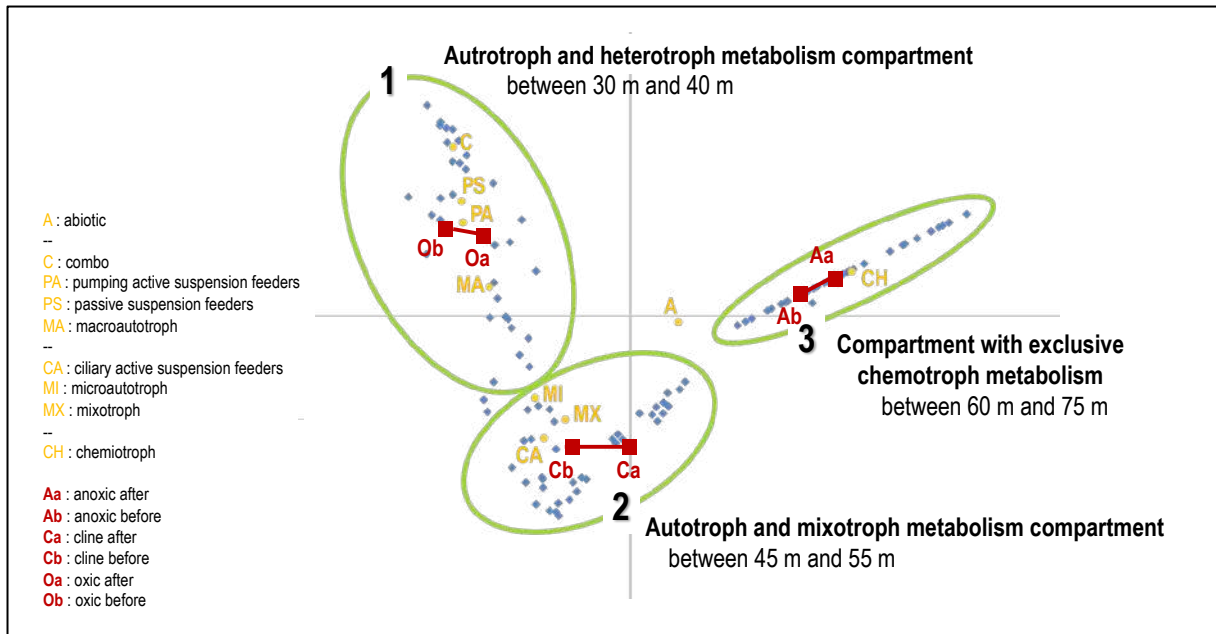 Autrotroph and heterotroph metabolism compartment
between 30 m and 40 m
1
C
PS
PA
Ob
Oa
MA
A
Aa
CH
Ab
3
Compartment with exclusive
chemotroph metabolism
between 60 m and 75 m
MI
MX
CA
Cb
Ca
2
Autotroph and mixotroph metabolism compartment
between 45 m and 55 m
A : abiotic
--
C : combo
PA : pumping active suspension feeders
PS : passive suspension feeders
MA : macroautotroph
--
CA : ciliary active suspension feeders
MI : microautotroph
MX : mixotroph
--
CH : chemiotroph
Aa : anoxic after
Ab : anoxic before
Ca : cline after
Cb : cline before
Oa : oxic after
Ob : oxic before